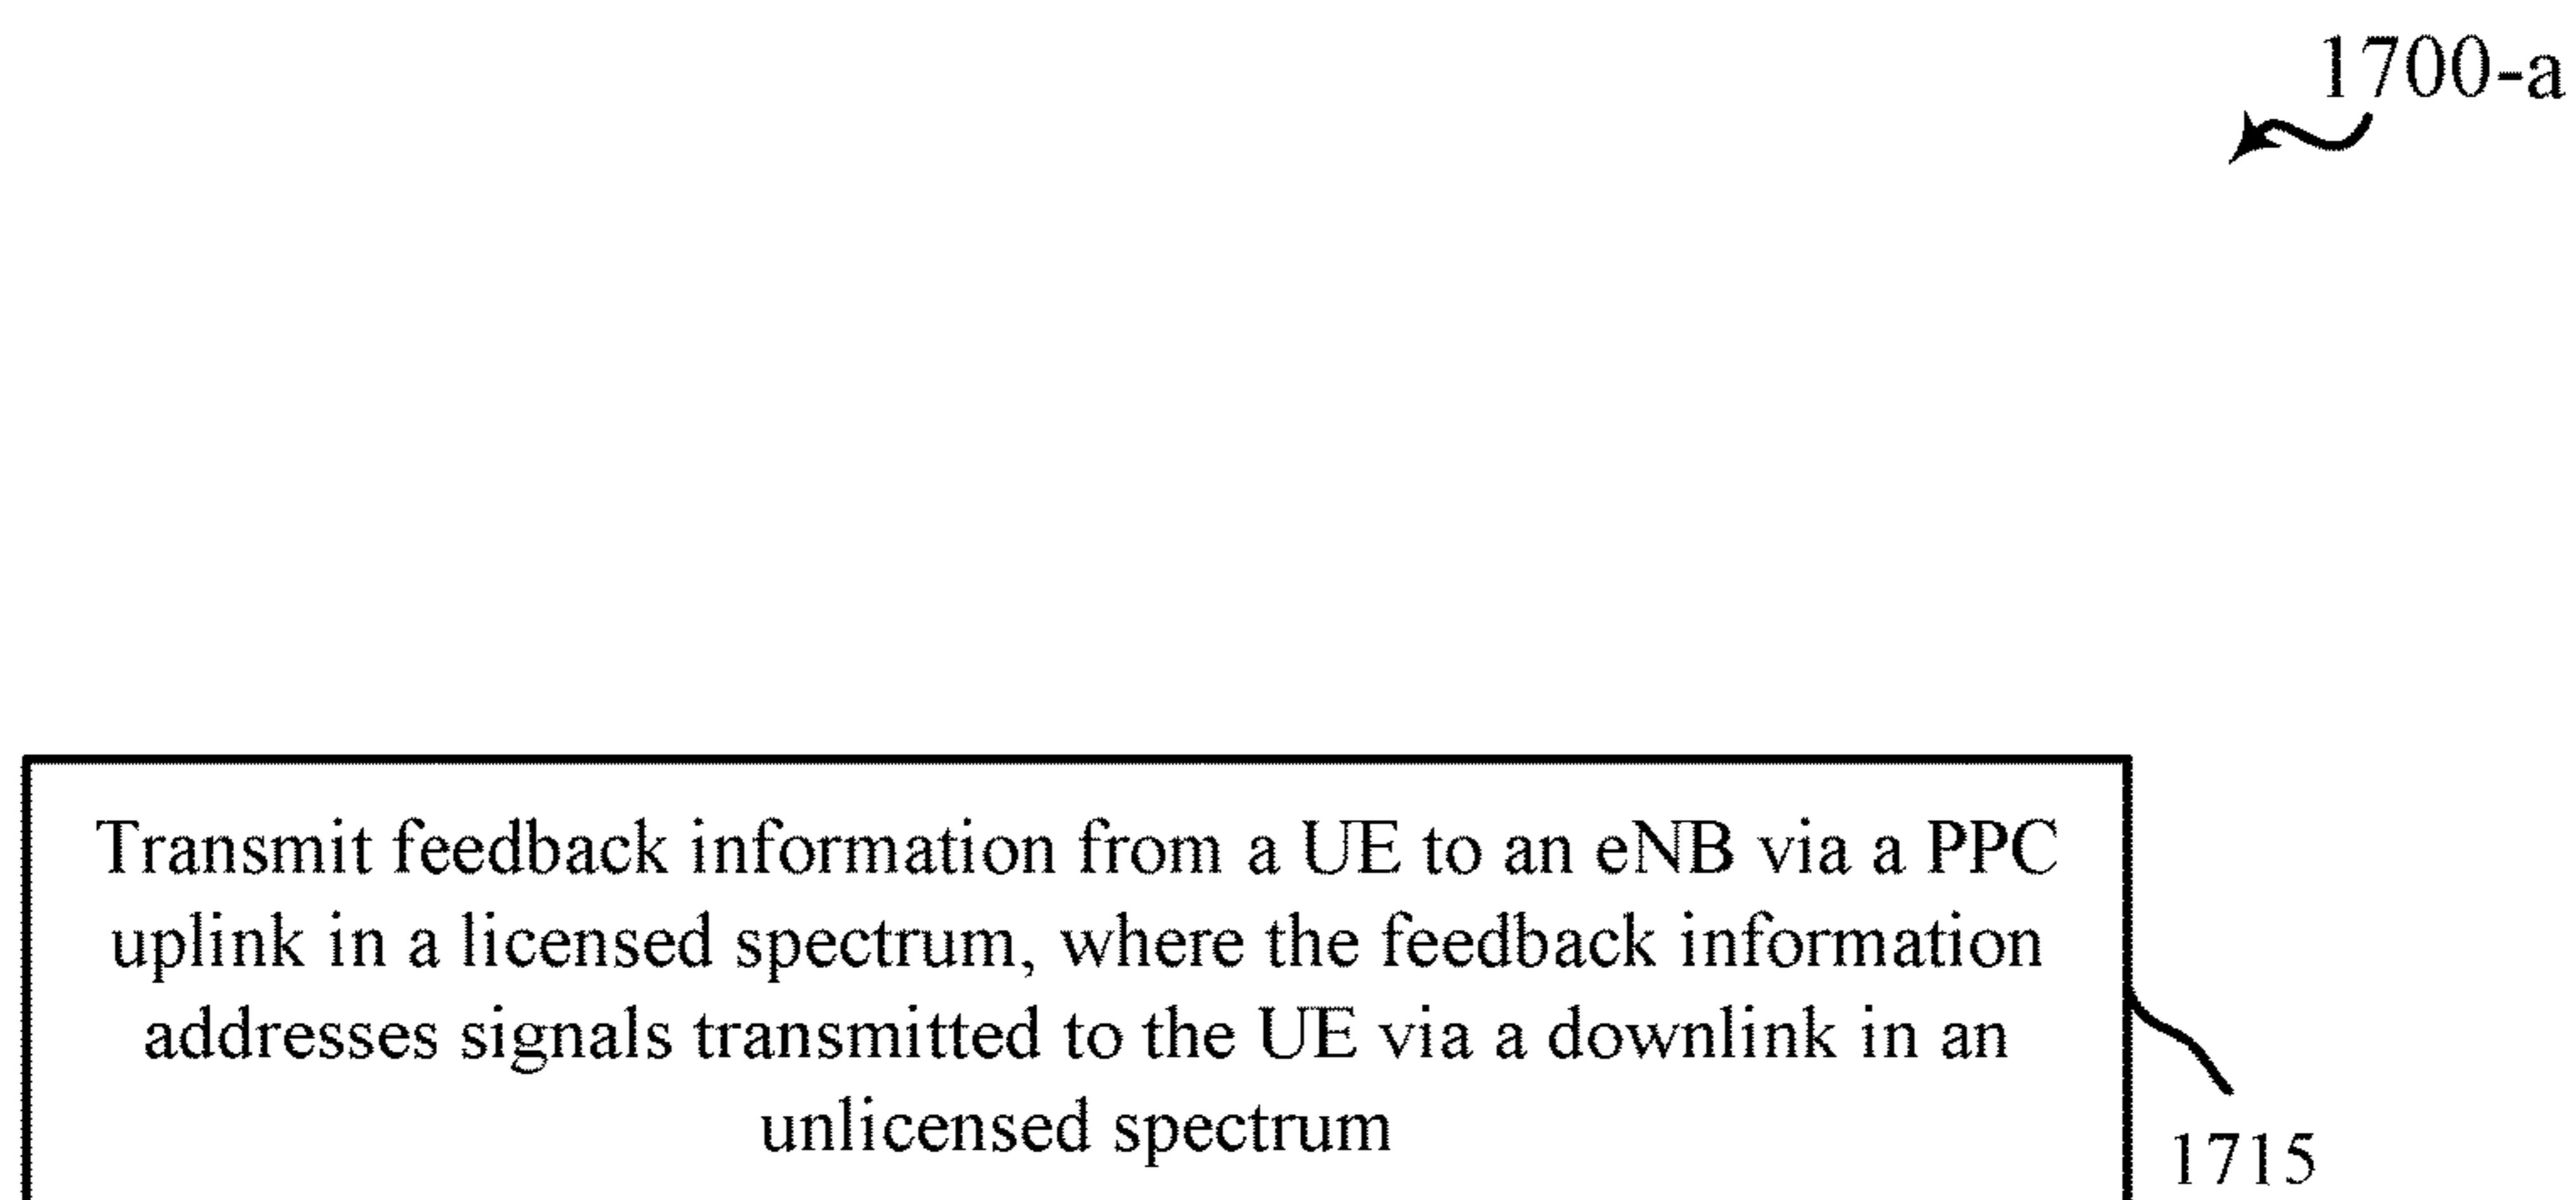 1700-a
Transmit feedback information from a UE to an eNB via a PPC
uplink in a licensed spectrum, where the feedback information
addresses signals transmitted to the UE via a downlink in an
unlicensed spectrum
1715